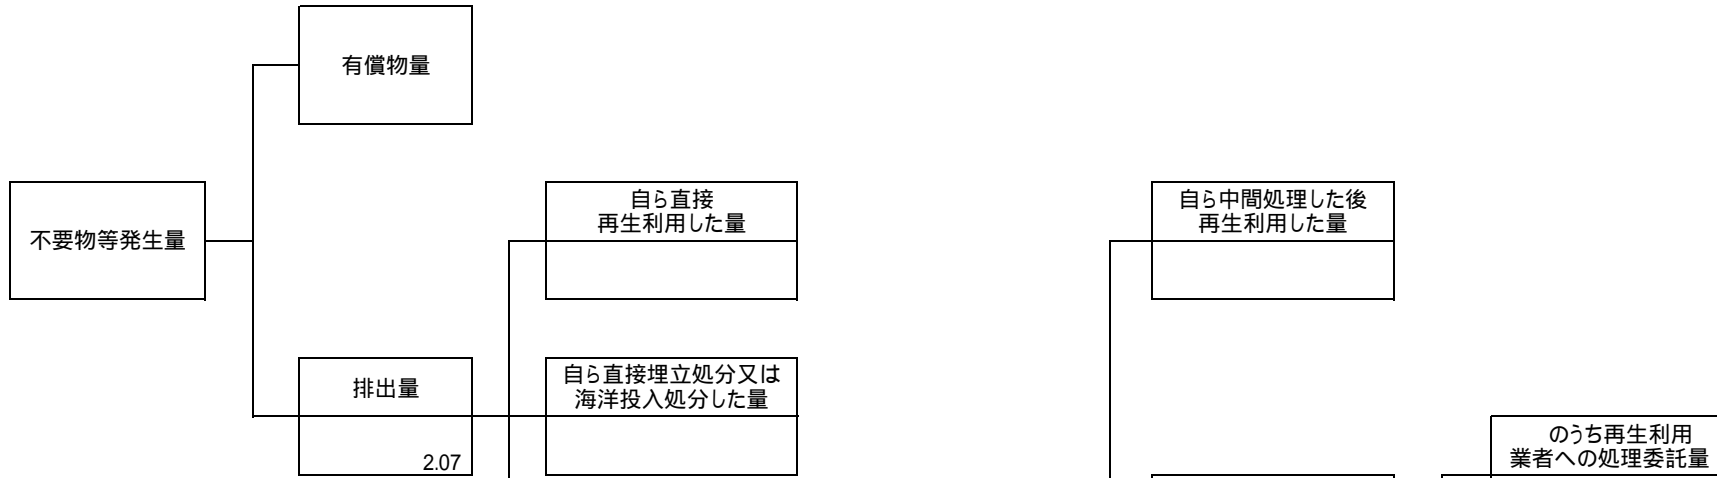 有償物量
不要物等発生量
自ら直接
再生利用した量
自ら中間処理した後
再生利用した量
排出量
2.07
自ら直接埋立処分又は
海洋投入処分した量
のうち再生利用
業者への処理委託量